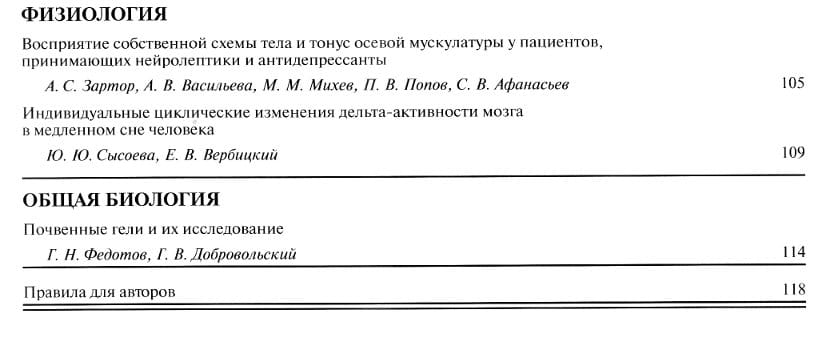 ФИЗИОЛОГИЯ
Восприятие собственной схемы тела и тонус осевой мускулатуры у пациентов,
принимающих нейролептики и антидепрессанты
А. С. Зартор, А. В. Васильева, М. М. Михев, П. В. Попов, С. В. Афанасьев 105
Индивидуальные циклические изменения дельта-активности мозга
в медленном сне человека
Ю. Ю. Сысоева, Е. В. Вербицкий 109
ОБЩАЯ БИОЛОГИЯ
Почвенные гели и их исследование
Г. Н. Федотов, Г. В. Добровольский 114
Правила для авторов 118